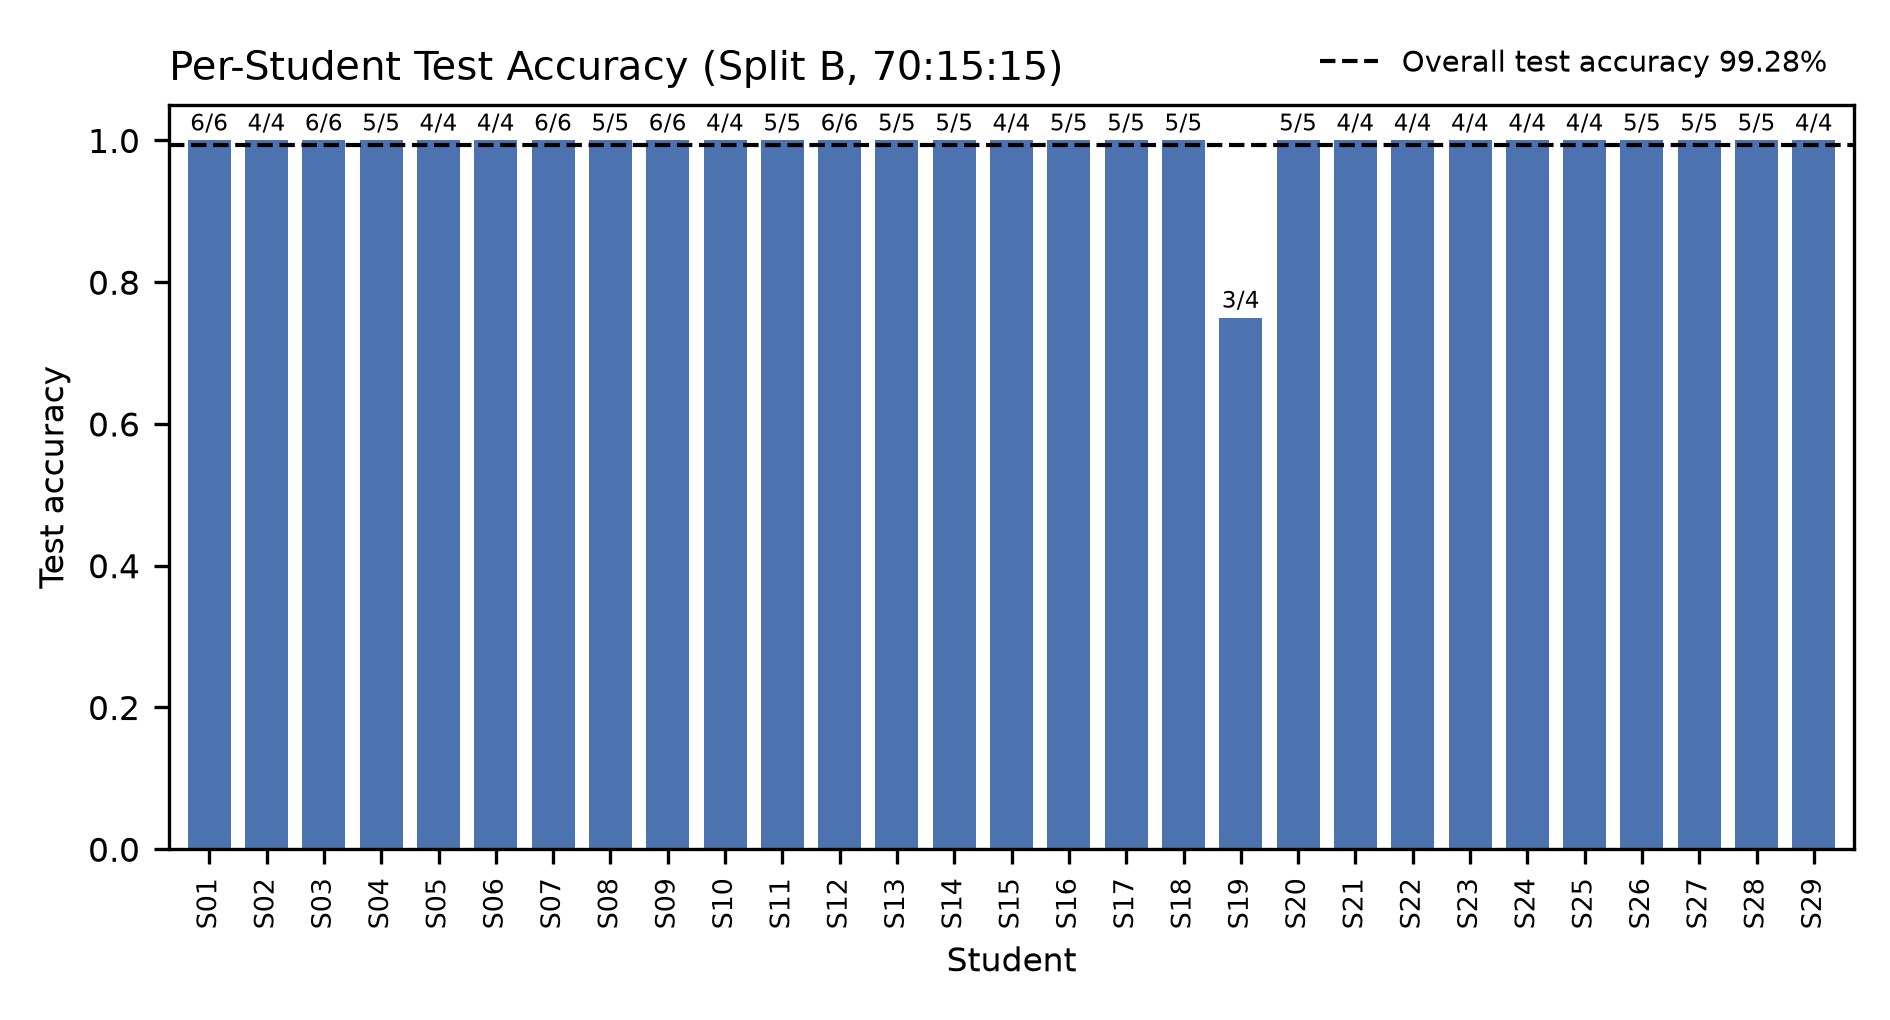 Per-Student Test Accuracy (Split B, 70:15:15)
Overall test accuracy 99.28%
6/6 4/4 6/6 5/5 4/4 4/4 6/6 5/5 6/6 4/4 5/5 6/6 5/5 5/5 4/4 5/5 5/5 5/5 5/5 4/4 4/4 4/4 4/4 4/4 5/5 5/5 5/5 4/4
3/4
1.0
0.8
0.6
0.4
0.2
0.0
Test accuracy
S01 S02 S03 S04 S05 S06 S07 S08 S09 S10 S11 S12 S13 S14 S15 S16 S17 S18 S19 S20 S21 S22 S23 S24 S25 S26 S27 S28 S29
Student